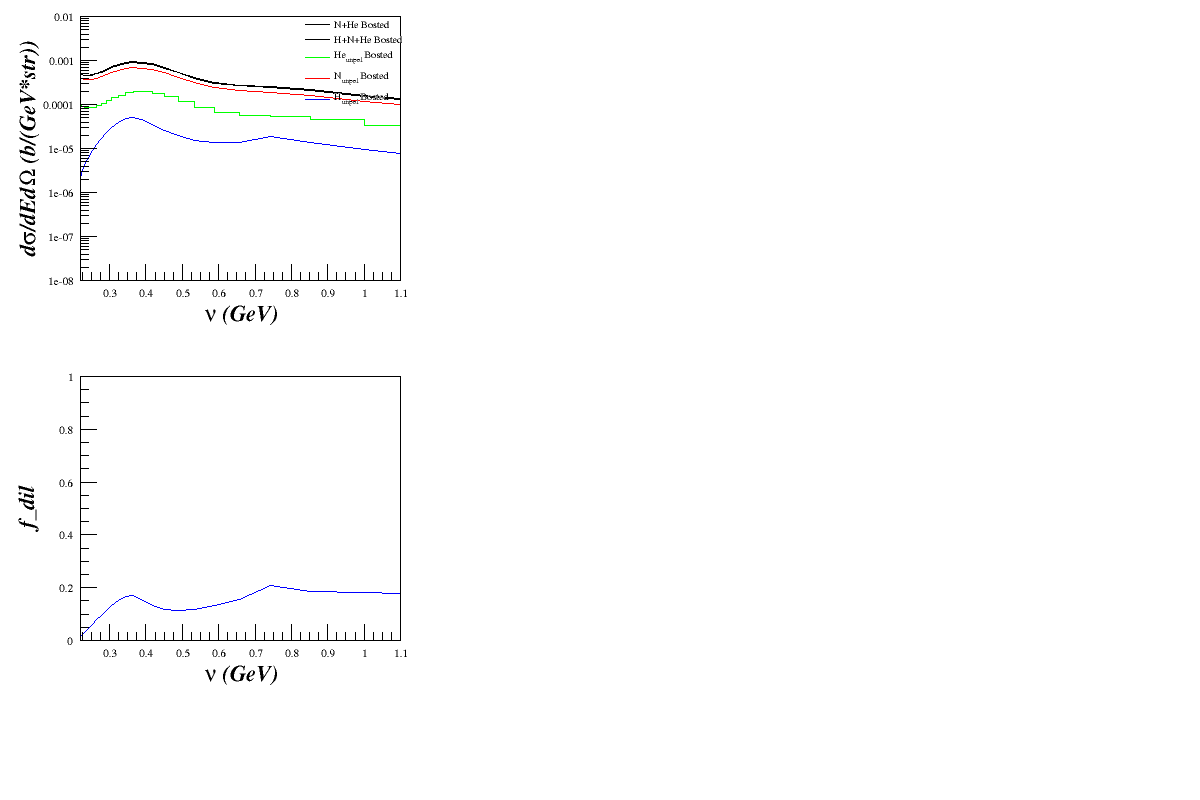 0.01
0.001
0.0001
1e-05
1e-06
1e-07
1e-08
dσ/dEdΩ (b/(GeV*str))
N+He Bosted
H+N+He Bosted
He_unpol Bosted
N_unpol Bosted
H_unpol Bosted
0.3 0.4 0.5 0.6 0.7 0.8 0.9 1 1.1
ν (GeV)
1
0.8
0.6
0.4
0.2
0
f_dil
0.3 0.4 0.5 0.6 0.7 0.8 0.9 1 1.1
ν (GeV)